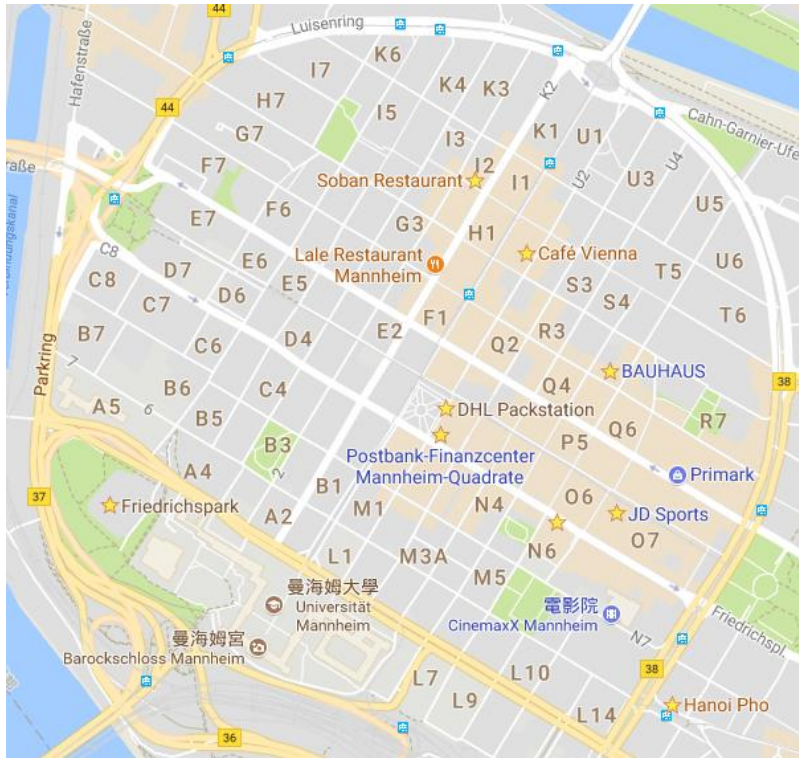 44
Luisenring
Hafenstraße
K6
I7
K4
K3
K2
44
H7
I5
Cahn-Garnier-Ufe
G7
I3
K1
U1
raße
F7
I2
U2
U4
Soban Restaurant
I1
U3
F6
U5
E7
G3
H1
C8
Lale Restaurant
Mannheim
Café Vienna
E6
U6
C8
D7
E5
S3
T5
C7
D6
S4
T6
B7
F1
R3
E2
Q2
D4
C6
7
Parkring
BAUHAUS
38
B6
C4
Q4
A5
6
B5
DHL Packstation
R7
Q6
B3
P5
Postbank-Finanzcenter
Mannheim-Quadrate
A4
2
Primark
B1
37
Friedrichspark
M1
N4
O6
A2
JD Sports
O7
L1
M3A
N6
M5
曼海姆大學
Universität
Mannheim
電影院
CinemaxX Mannheim
Friedrichspl.
曼海姆宮
Barockschloss Mannheim
N7
L7
L10
38
L9
L14
Hanoi Pho
36